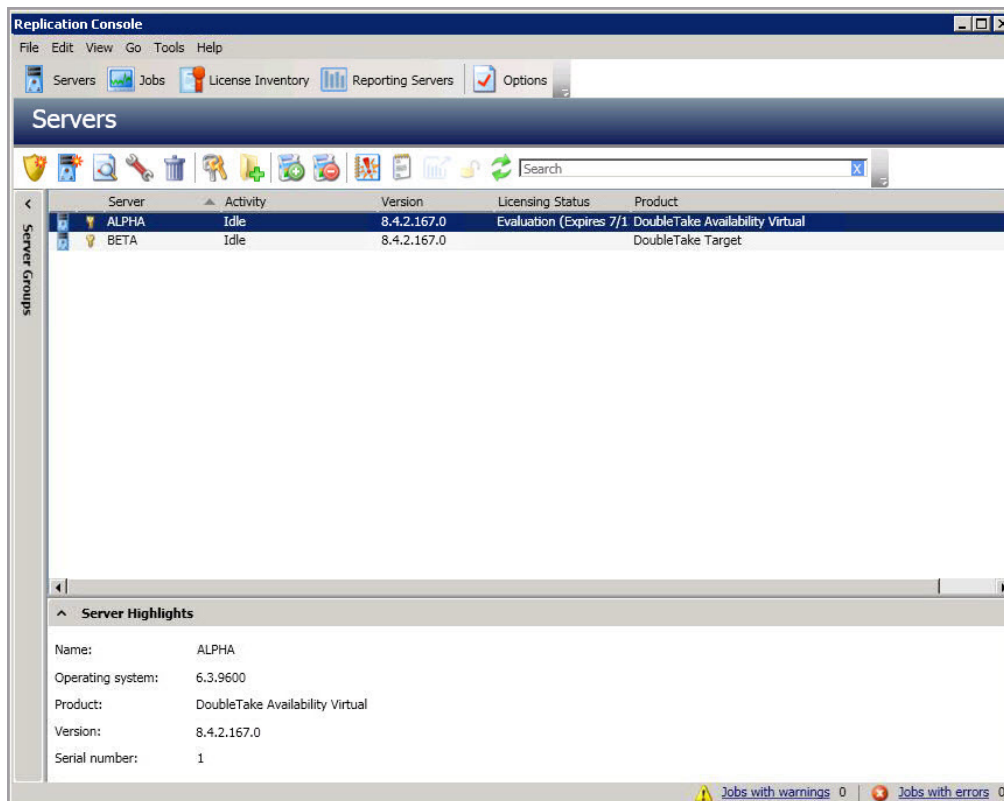 Replication Console
File Edit View Go Tools Help
Servers Jobs License Inventory Reporting Servers Options
Servers
Search
Server Activity Version Licensing Status Product
ALPHA Idle 8.4.2.167.0 Evaluation (Expires 7/1 DoubleTake Availability Virtual
BETA Idle 8.4.2.167.0 DoubleTake Target
Server Groups
Server Highlights
Name: ALPHA
Operating system: 6.3.9600
Product: DoubleTake Availability Virtual
Version: 8.4.2.167.0
Serial number: 1
Jobs with warnings 0 Jobs with errors 0